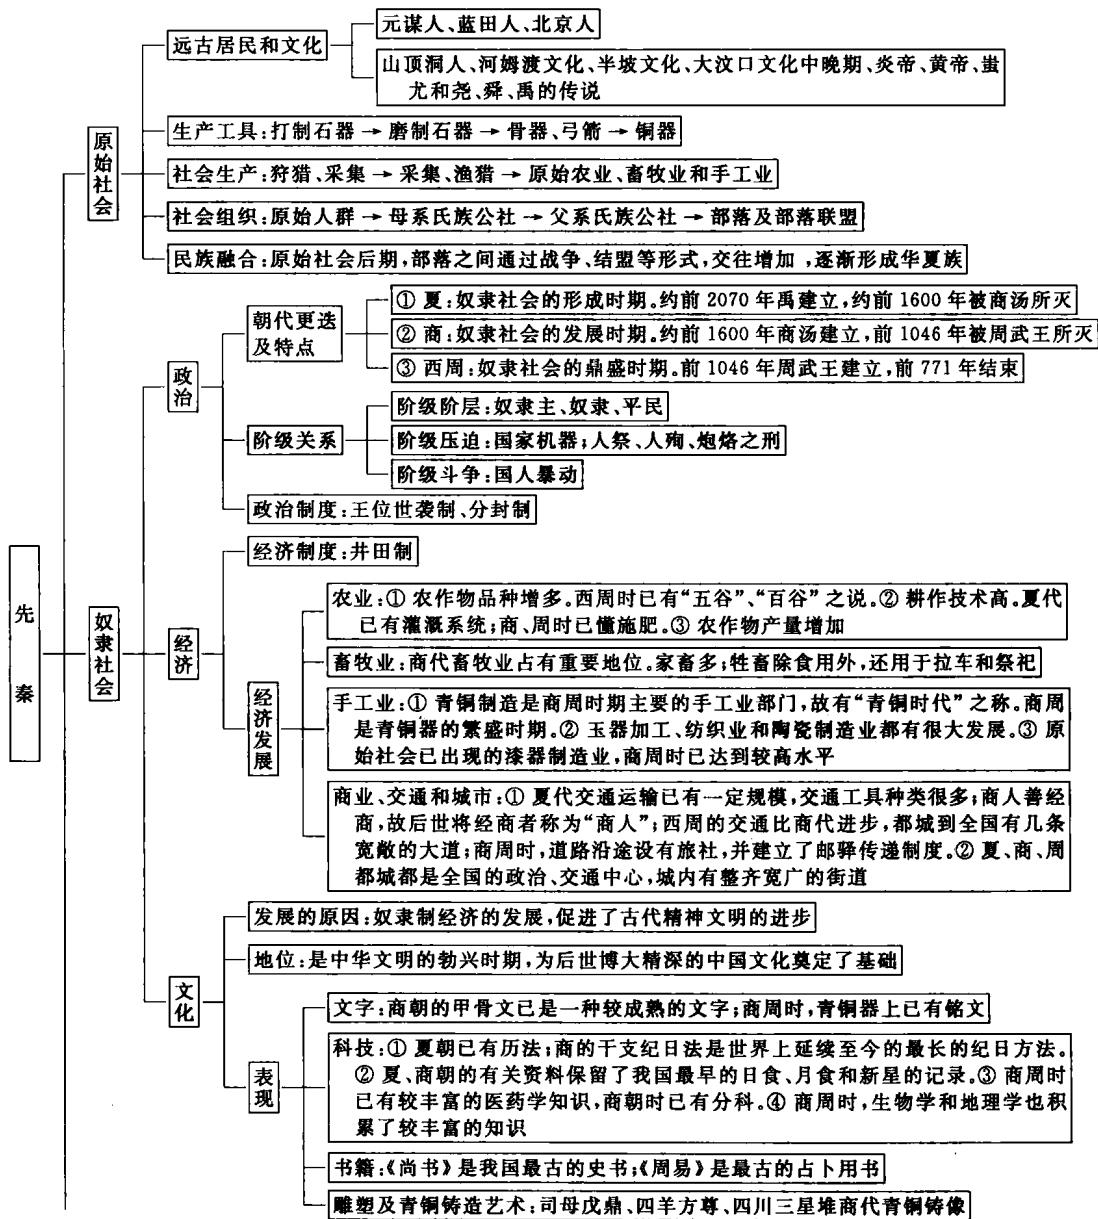 先秦
原始社会
远古居民和文化
元谋人、蓝田人、北京人
山顶洞人、河姆渡文化、半坡文化、大汶口文化中晚期、炎帝、黄帝、蚩
尤和尧、舜、禹的传说
生产工具:打制石器→磨制石器→骨器、弓箭→铜器
社会生产:狩猎、采集→采集、渔猎→原始农业、畜牧业和手工业
社会组织:原始人群→母系氏族公社→父系氏族公社→部落及部落联盟
民族融合:原始社会后期,部落之间通过战争、结盟等形式,交往增加,逐渐形成华夏族
奴隶社会
政治
朝代更迭
及特点
① 夏:奴隶社会的形成时期。约前 2070 年禹建立,约前 1600 年被商汤所灭
② 商:奴隶社会的发展时期。约前 1600 年商汤建立,前 1046 年被周武王所灭
③ 西周:奴隶社会的鼎盛时期。前 1046 年周武王建立,前 771 年结束
阶级关系
阶级阶层:奴隶主、奴隶、平民
阶级压迫:国家机器;人祭、人殉、炮烙之刑
阶级斗争:国人暴动
政治制度:王位世袭制、分封制
经济
经济制度:井田制
经济发展
农业:① 农作物品种增多。西周时已有“五谷”、“百谷”之说。② 耕作技术高。夏代
已有灌溉系统;商、周时已懂施肥。③ 农作物产量增加
畜牧业:商代畜牧业占有重要地位。家畜多;牲畜除食用外,还用于拉车和祭祀
手工业:① 青铜制造是商周时期主要的手工业部门,故有“青铜时代”之称。商周
是青铜器的繁盛时期。② 玉器加工、纺织业和陶瓷制造业都有很大发展。③ 原
始社会已出现的漆器制造业,商周时已达到较高水平
商业、交通和城市:① 夏代交通运输已有一定规模,交通工具种类很多;商人善经
商,故后世将经商者称为“商人”;西周的交通比商代进步,都城到全国有几条
宽敞的大道;商周时,道路沿途设有旅社,并建立了邮驿传递制度。② 夏、商、周
都城都是全国的政治、交通中心,城内有整齐宽广的街道
文化
发展的原因:奴隶制经济的发展,促进了古代精神文明的进步
地位:是中华文明的勃兴时期,为后世博大精深的中国文化奠定了基础
表现
文字:商朝的甲骨文已是一种较成熟的文字;商周时,青铜器上已有铭文
科技:① 夏朝已有历法;商的干支纪日法是世界上延续至今的最长的纪日方法。
② 夏、商朝的有关资料保留了我国最早的日食、月食和新星的记录。③ 商周时
已有较丰富的医药学知识,商朝时已有分科。④ 商周时,生物学和地理学也积
累了较丰富的知识
书籍:《尚书》是我国最古的史书;《周易》是最古的占卜用书
雕塑及青铜铸造艺术:司母戊鼎、四羊方尊、四川三星堆商代青铜铸像